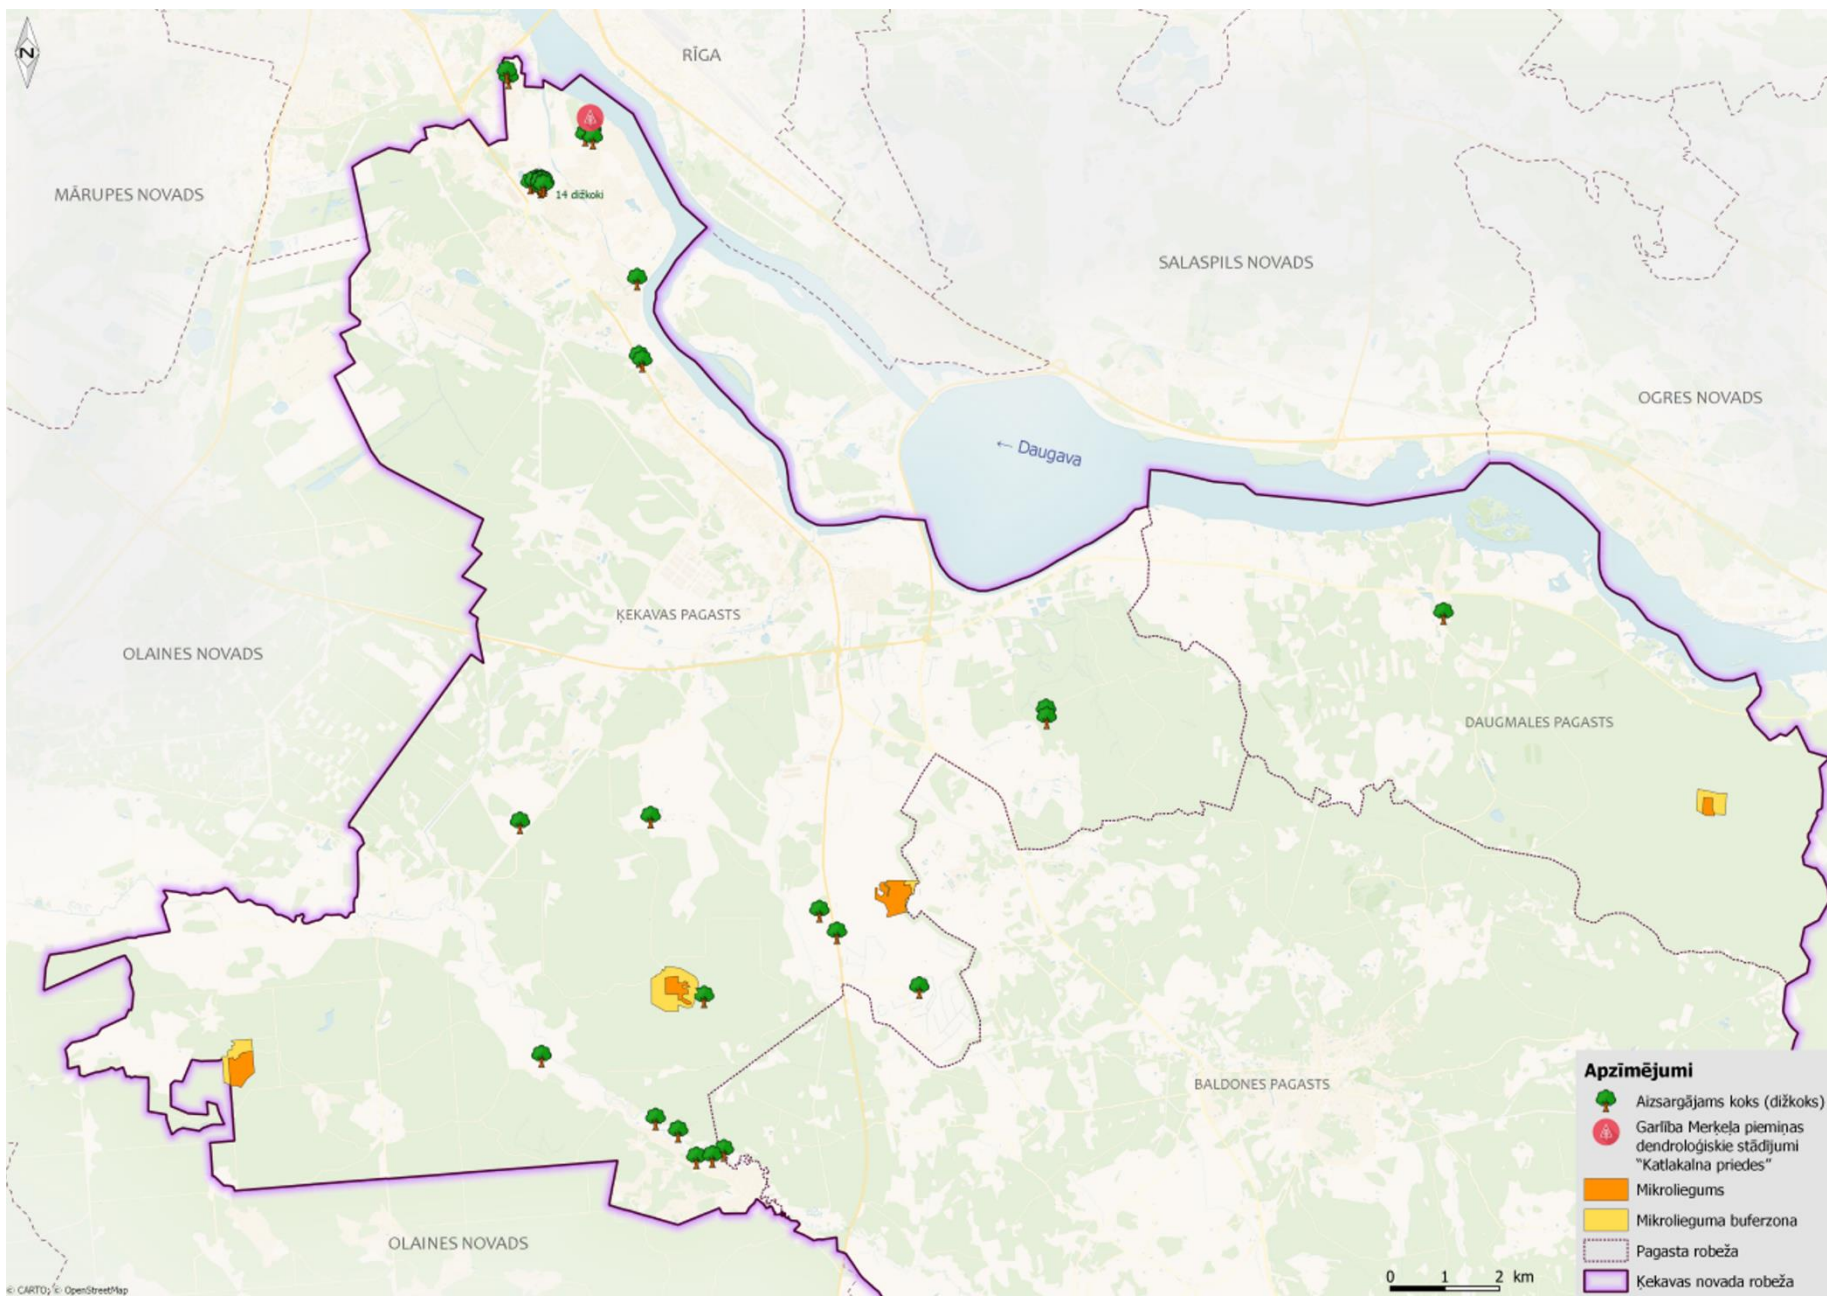 N
RĪGA
MĀRUPES NOVADS
14 dižkoki
SALASPILS NOVADS
OGRES NOVADS
← Daugava
ĶEKAVAS PAGASTS
OLAINES NOVADS
DAUGMALES PAGASTS
BALDONES PAGASTS
OLAINES NOVADS
Apzīmējumi
Aizsargājams koks (dižkoks)
Garlība Merķeļa piemiņas
dendroloģiskie stādījumi
"Katlakalna priedes"
Mikroliegums
Mikrolieguma buferzona
Pagasta robeža
Ķekavas novada robeža
0 1 2 km
© CARTO; © OpenStreetMap